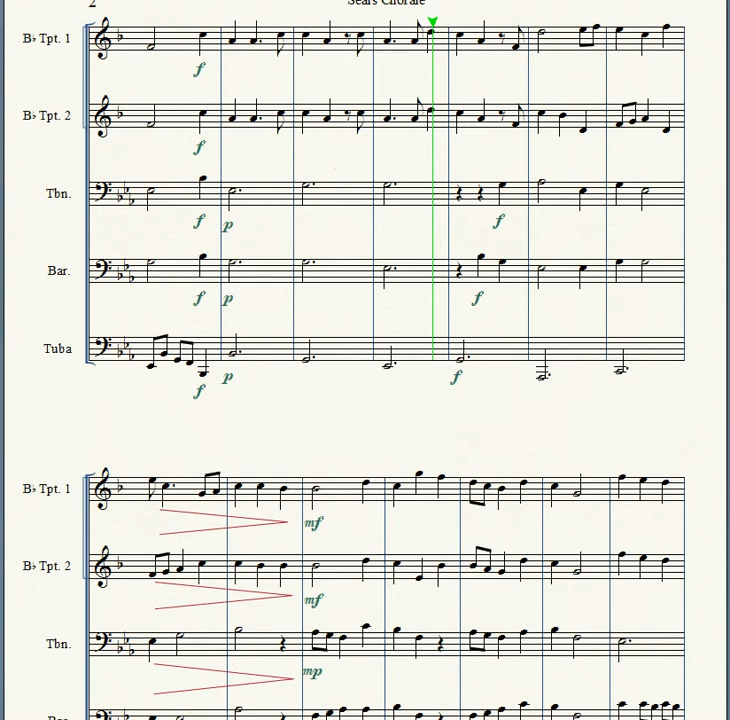 2
Sears Chorale
B♭ Tpt. 1
f
B♭ Tpt. 2
f
Tbn.
f p f
Bar.
f p f
Tuba
f p f
B♭ Tpt. 1
mf
B♭ Tpt. 2
mf
Tbn.
mp